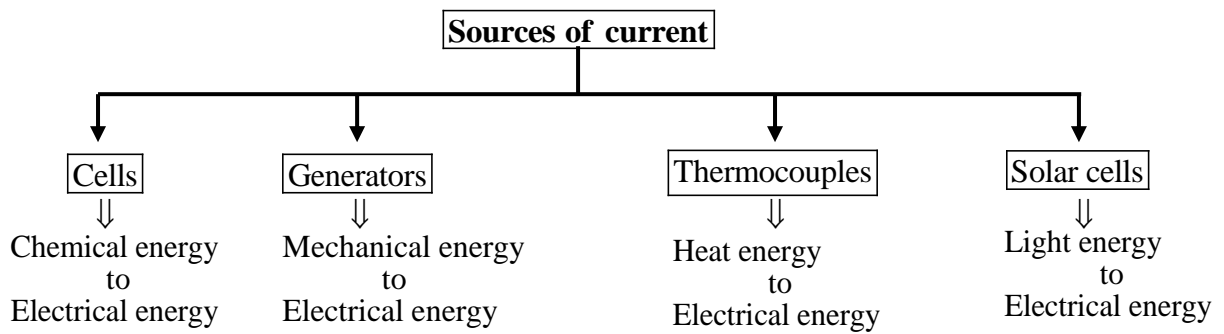 Sources of current
Cells
⇓
Chemical energy
to
Electrical energy
Generators
⇓
Mechanical energy
to
Electrical energy
Thermocouples
⇓
Heat energy
to
Electrical energy
Solar cells
⇓
Light energy
to
Electrical energy